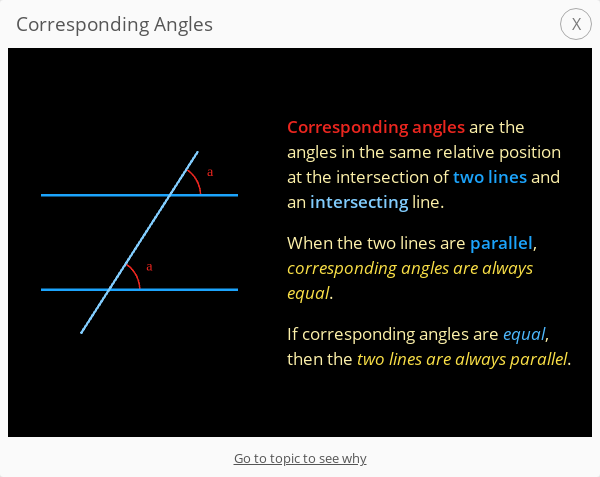 Corresponding Angles
X
a
a
Corresponding angles are the
angles in the same relative position
at the intersection of two lines and
an intersecting line.
When the two lines are parallel,
corresponding angles are always
equal.
If corresponding angles are equal,
then the two lines are always parallel.
Go to topic to see why